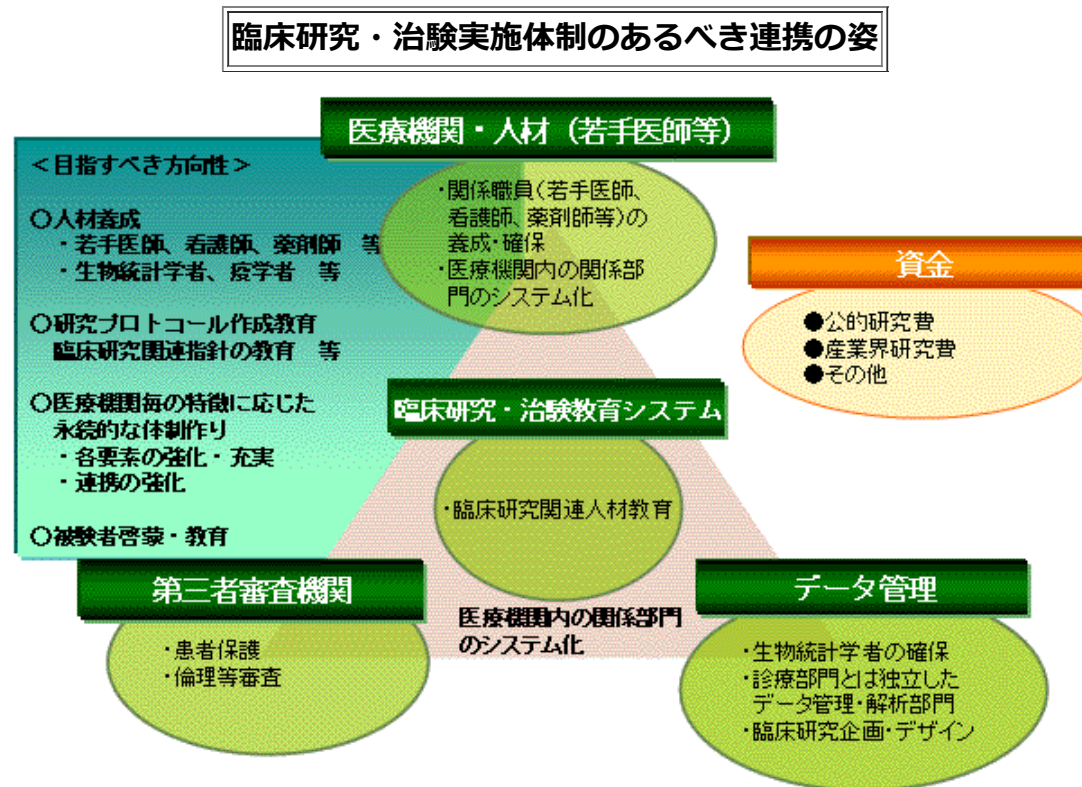 臨床研究・治験実施体制のあるべき連携の姿
医療機関・人材（若手医師等）
・関係職員（若手医師、
看護師、薬剤師等）の
養成・確保
・医療機関内の関係部
門のシステム化
＜目指すべき方向性＞
○人材養成
・若手医師、看護師、薬剤師　等
・生物統計学者、疫学者　等
○研究プロトコール作成教育
臨床研究関連指針の教育　等
○医療機関毎の特徴に応じた
永続的な体制作り
・各要素の強化・充実
・連携の強化
○被験者啓蒙・教育
資金
●公的研究費
●産業界研究費
●その他
臨床研究・治験教育システム
・臨床研究関連人材教育
医療機関内の関係部門
のシステム化
第三者審査機関
・患者保護
・倫理等審査
データ管理
・生物統計学者の確保
・診療部門とは独立した
データ管理・解析部門
・臨床研究企画・デザイン